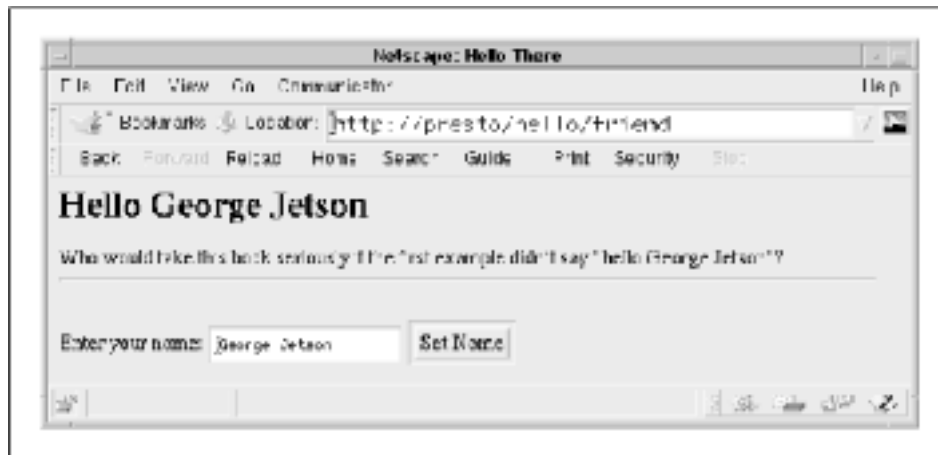 Netscape: Hello There
File Edit View Go Communicator Help
Bookmarks Location: http://presto/hello/friend
Back Forward Reload Home Search Guide Print Security Stop
Hello George Jetson
Who would take this book seriously if the first example didn't say "hello George Jetson"?
Enter your name: George Jetson Set Name